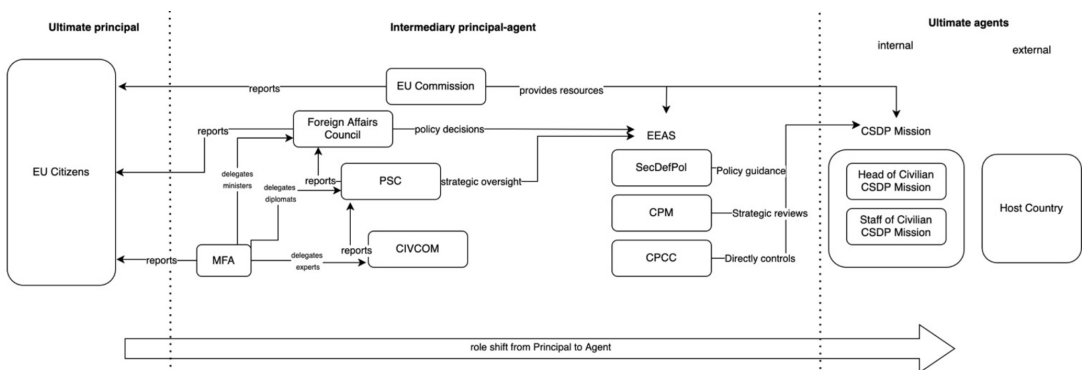 Ultimate principal
Intermediary principal-agent
Ultimate agents
internal
external
EU Commission
reports
provides resources
Foreign Affairs
Council
reports
policy decisions
EEAS
CSDP Mission
EU Citizens
delegates
ministers
reports
PSC
strategic oversight
SecDefPol
Policy guidance
Head of Civilian
CSDP Mission
delegates
diplomats
CPM
Strategic reviews
Staff of Civilian
CSDP Mission
Host Country
reports
MFA
delegates
experts
reports
CIVCOM
CPCC
Directly controls
role shift from Principal to Agent